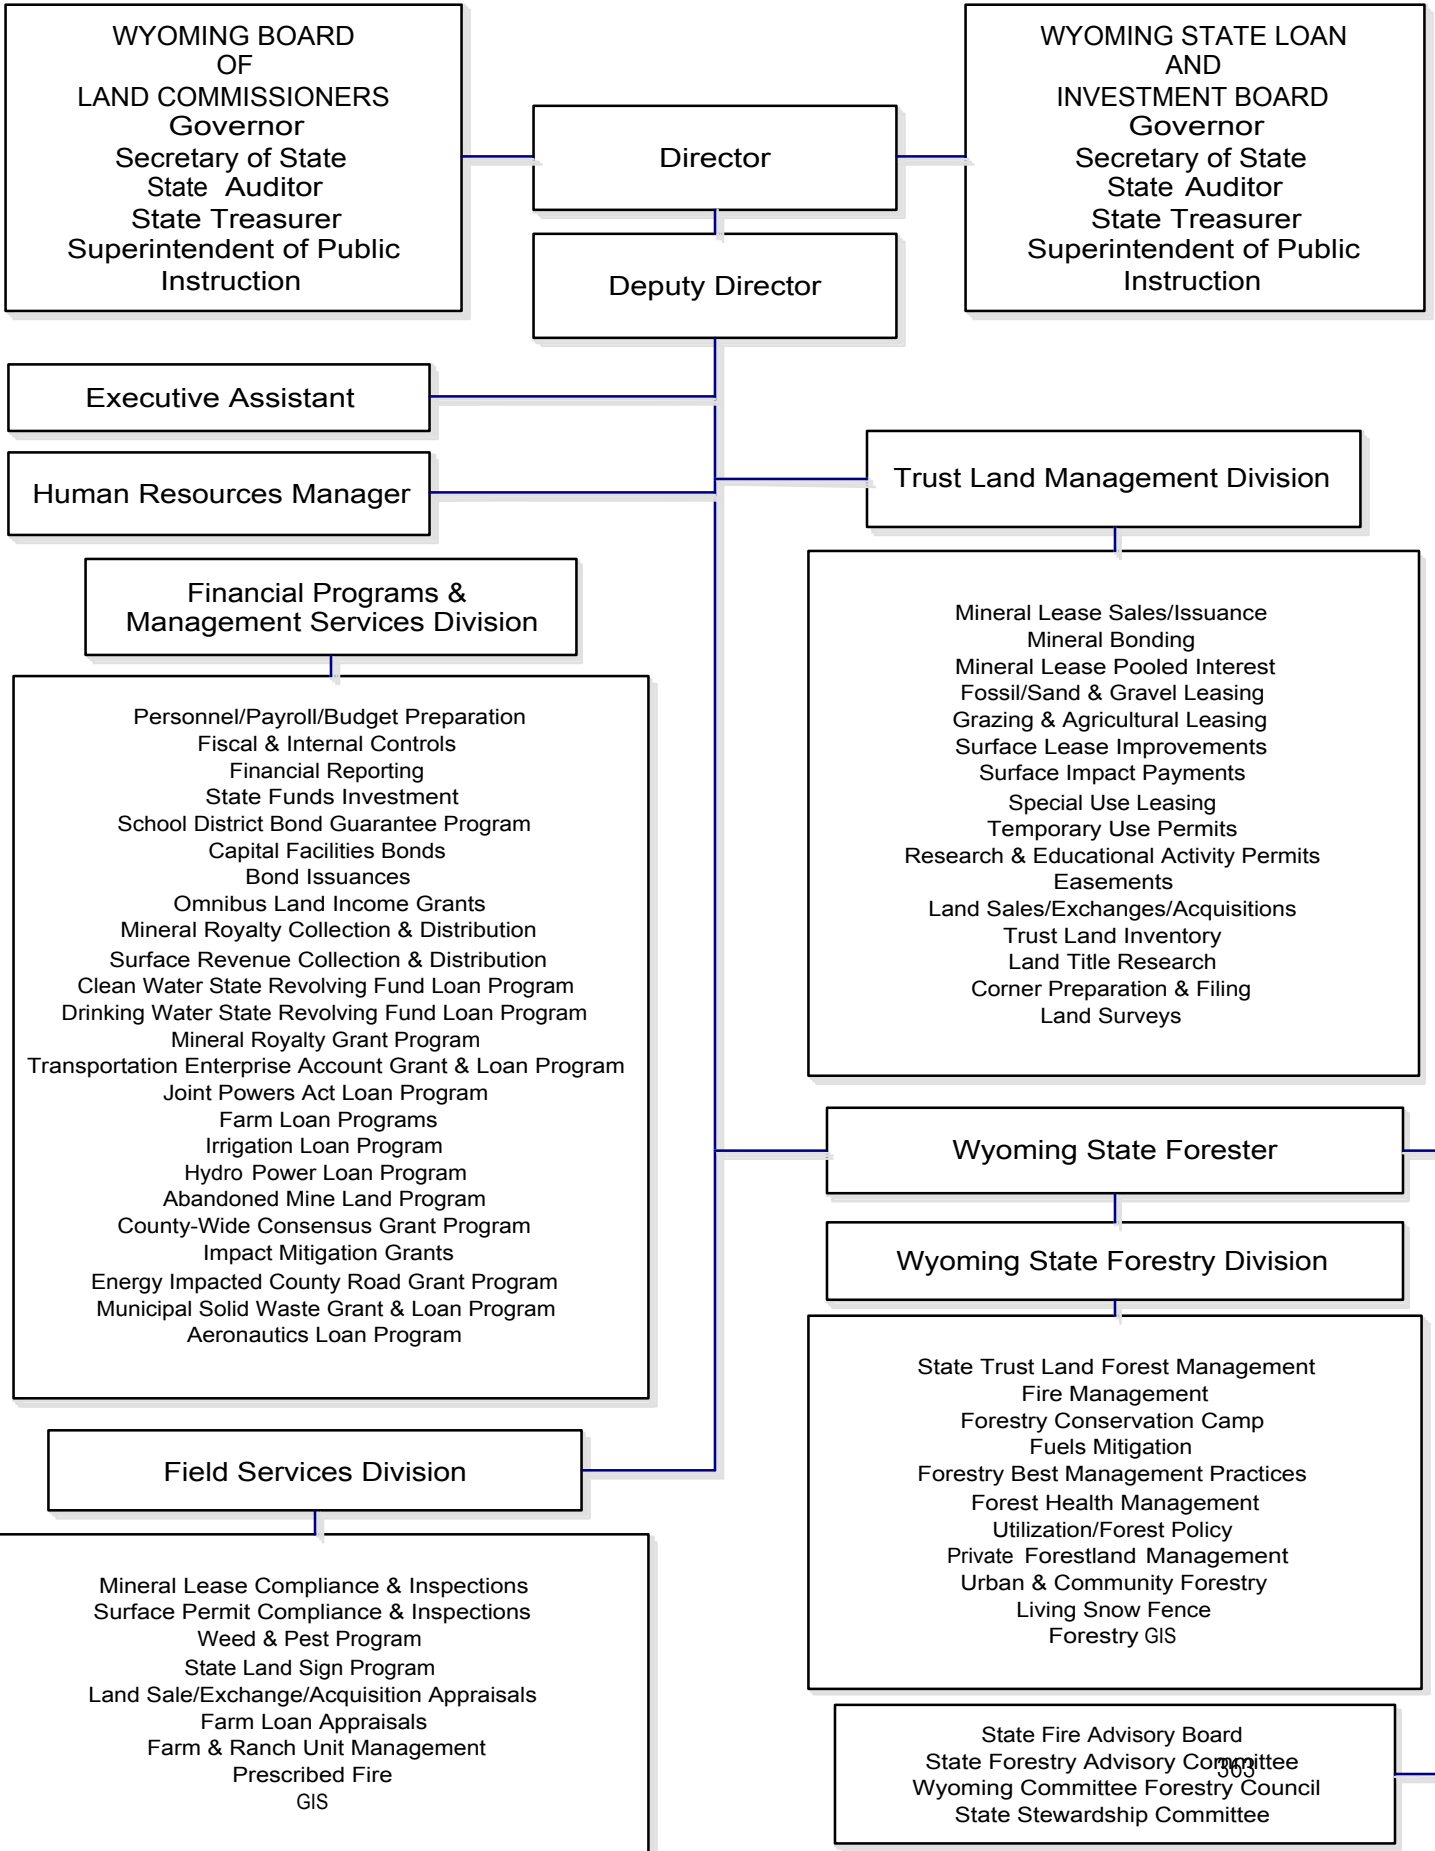 WYOMING BOARD
OF
LAND COMMISSIONERS
Governor
Secretary of State
State Auditor
State Treasurer
Superintendent of Public
Instruction
Director
WYOMING STATE LOAN
AND
INVESTMENT BOARD
Governor
Secretary of State
State Auditor
State Treasurer
Superintendent of Public
Instruction
Deputy Director
Executive Assistant
Human Resources Manager
Trust Land Management Division
Mineral Lease Sales/Issuance
Mineral Bonding
Mineral Lease Pooled Interest
Fossil/Sand & Gravel Leasing
Grazing & Agricultural Leasing
Surface Lease Improvements
Surface Impact Payments
Special Use Leasing
Temporary Use Permits
Research & Educational Activity Permits
Easements
Land Sales/Exchanges/Acquisitions
Trust Land Inventory
Land Title Research
Corner Preparation & Filing
Land Surveys
Financial Programs &
Management Services Division
Personnel/Payroll/Budget Preparation
Fiscal & Internal Controls
Financial Reporting
State Funds Investment
School District Bond Guarantee Program
Capital Facilities Bonds
Bond Issuances
Omnibus Land Income Grants
Mineral Royalty Collection & Distribution
Surface Revenue Collection & Distribution
Clean Water State Revolving Fund Loan Program
Drinking Water State Revolving Fund Loan Program
Mineral Royalty Grant Program
Transportation Enterprise Account Grant & Loan Program
Joint Powers Act Loan Program
Farm Loan Programs
Irrigation Loan Program
Hydro Power Loan Program
Abandoned Mine Land Program
County-Wide Consensus Grant Program
Impact Mitigation Grants
Energy Impacted County Road Grant Program
Municipal Solid Waste Grant & Loan Program
Aeronautics Loan Program
Wyoming State Forester
Wyoming State Forestry Division
State Trust Land Forest Management
Fire Management
Forestry Conservation Camp
Fuels Mitigation
Forestry Best Management Practices
Forest Health Management
Utilization/Forest Policy
Private Forestland Management
Urban & Community Forestry
Living Snow Fence
Forestry GIS
Field Services Division
Mineral Lease Compliance & Inspections
Surface Permit Compliance & Inspections
Weed & Pest Program
State Land Sign Program
Land Sale/Exchange/Acquisition Appraisals
Farm Loan Appraisals
Farm & Ranch Unit Management
Prescribed Fire
GIS
State Fire Advisory Board
State Forestry Advisory Committee
Wyoming Committee Forestry Council
State Stewardship Committee
363